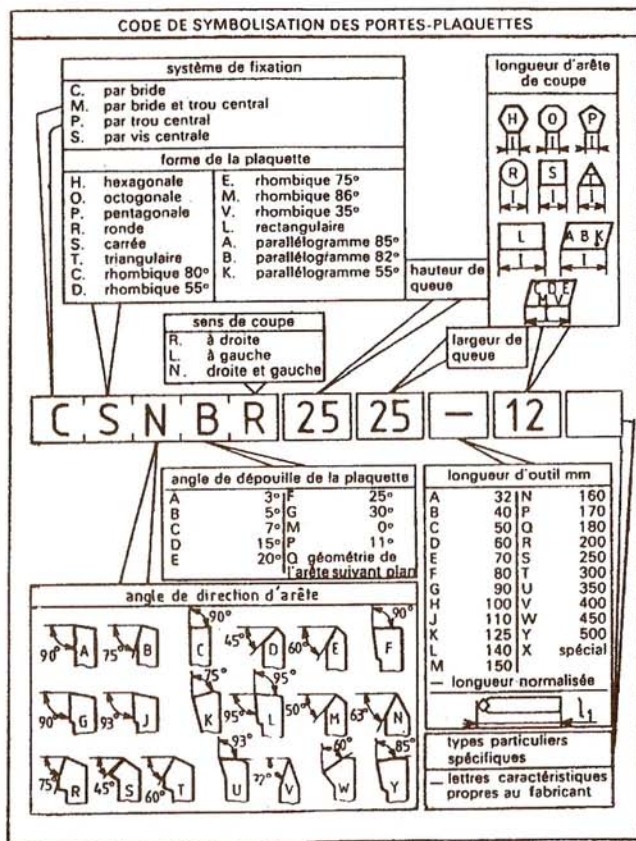 CODE DE SYMBOLISATION DES PORTES-PLAQUETTES
système de fixation
C. par bride
M. par bride et trou central
P. par trou central
S. par vis centrale
forme de la plaquette
H. hexagonale
O. octogonale
P. pentagonale
R. ronde
S. carrée
T. triangulaire
C. rhombique 80°
D. rhombique 55°
E. rhombique 75°
M. rhombique 86°
V. rhombique 35°
L. rectangulaire
A. parallélogramme 85°
B. parallélogramme 82°
K. parallélogramme 55°
longueur d'arête
de coupe
H O P
l l l
R S T
l l l
L A B K
l l
C D E
M V
l
hauteur de
queue
sens de coupe
R. à droite
L. à gauche
N. droite et gauche
largeur de
queue
C S N B R 25 25 — 12
angle de dépouille de la plaquette
A 3°
B 5°
C 7°
D 15°
E 20°
F 25°
G 30°
M 0°
P 11°
Q géométrie de
l'arête suivant plan
longueur d'outil mm
A 32
B 40
C 50
D 60
E 70
F 80
G 90
H 100
J 110
K 125
L 140
M 150
N 160
P 170
Q 180
R 200
S 250
T 300
U 350
V 400
W 450
Y 500
X spécial
— longueur normalisée
l1
angle de direction d'arête
90° A 75° B 90° C 45° D 60° E 90° F
90° G 93° J 75° K 95° 95° L 50° M 63° N
75° R 45° S 60° T 93° U V 60° W 85° Y
types particuliers
spécifiques
— lettres caractéristiques
propres au fabricant